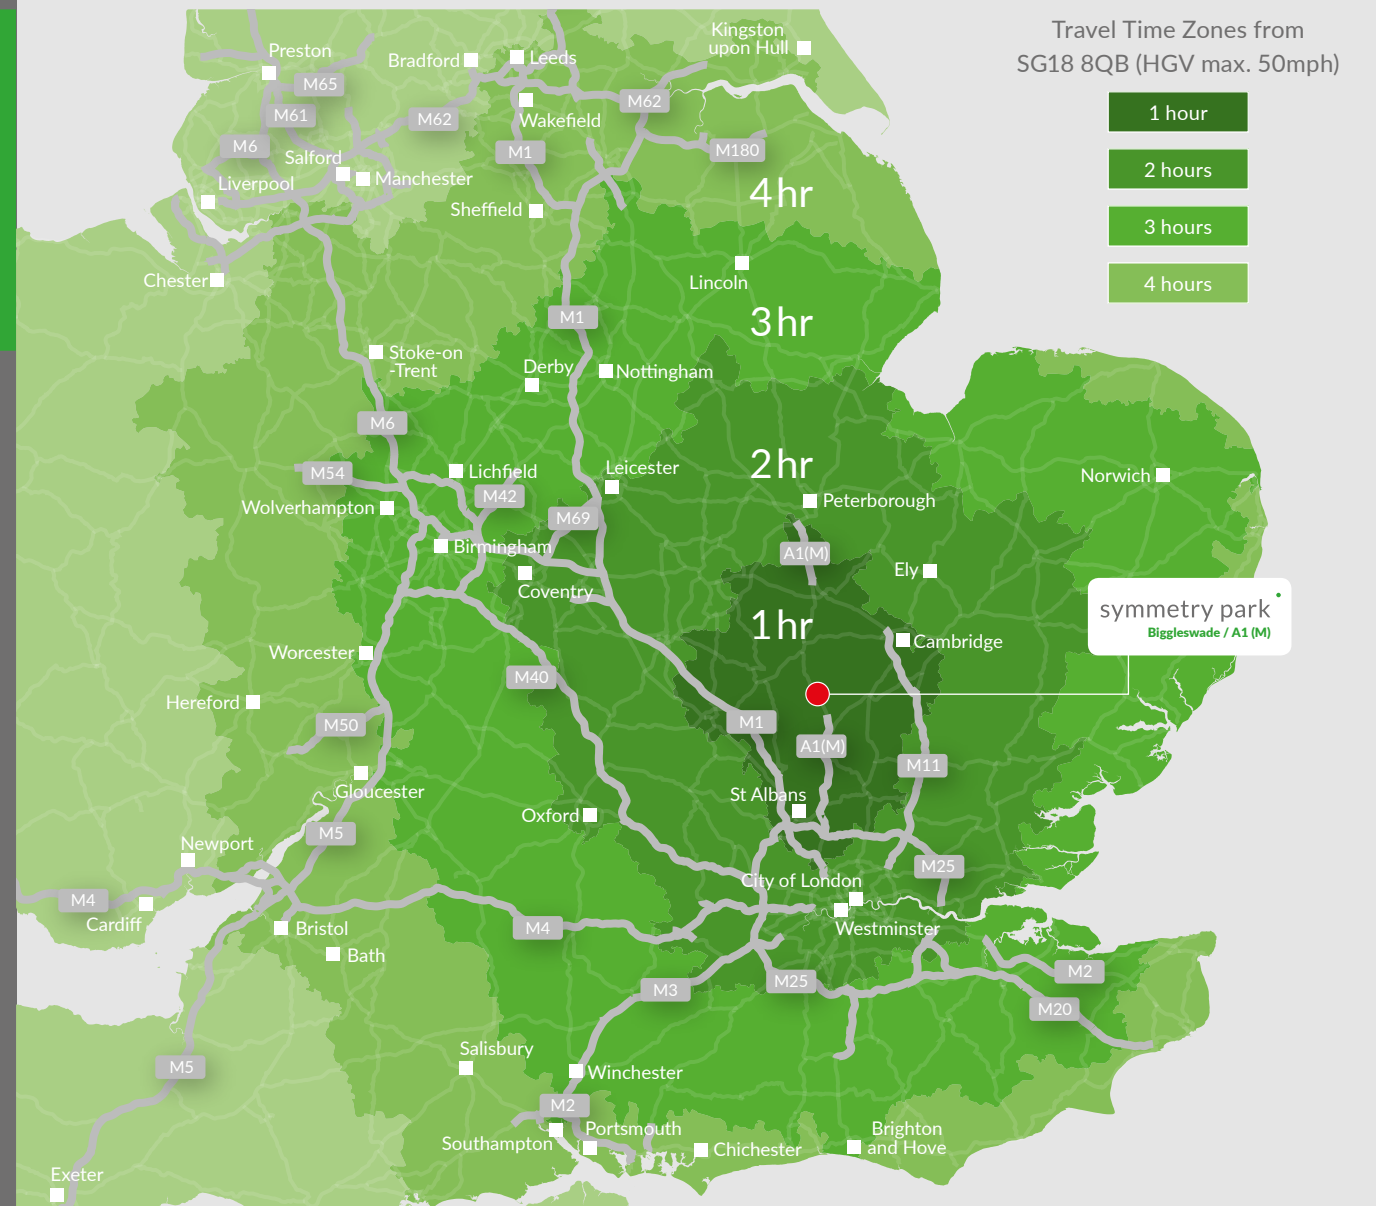 Travel Time Zones from
SG18 8QB (HGV max. 50mph)
1 hour
2 hours
3 hours
4 hours
Kingston
upon Hull
Preston
Bradford
Leeds
M65
M61
M62
M62
Wakefield
M6
M1
M180
Salford
Manchester
Liverpool
4hr
Sheffield
Chester
Lincoln
M1
3hr
Stoke-on
-Trent
Derby
Nottingham
M6
M54
Lichfield
Leicester
2hr
Norwich
M42
Peterborough
Wolverhampton
M69
Birmingham
A1(M)
Coventry
Ely
symmetry park
Biggleswade / A1 (M)
1hr
Cambridge
Worcester
M40
Hereford
M50
M1
A1(M)
M11
Gloucester
St Albans
Oxford
M5
Newport
M25
City of London
M4
Cardiff
Bristol
M4
Westminster
Bath
M2
M25
M3
M20
Salisbury
M5
Winchester
M2
Portsmouth
Southampton
Chichester
Brighton
and Hove
Exeter